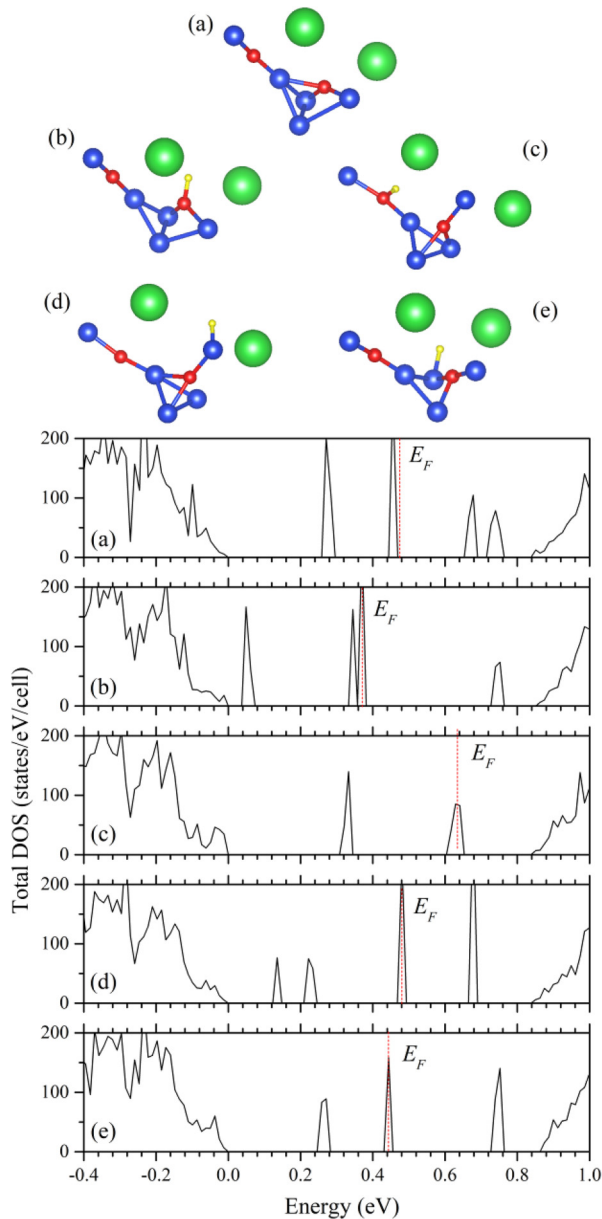 (a)
(b)
(c)
(d)
(e)
200
100
0
(a)
E_F
200
100
0
(b)
E_F
200
100
0
(c)
E_F
200
100
0
(d)
E_F
200
100
0
(e)
E_F
-0.4 -0.2 0.0 0.2 0.4 0.6 0.8 1.0
Energy (eV)
Total DOS (states/eV/cell)